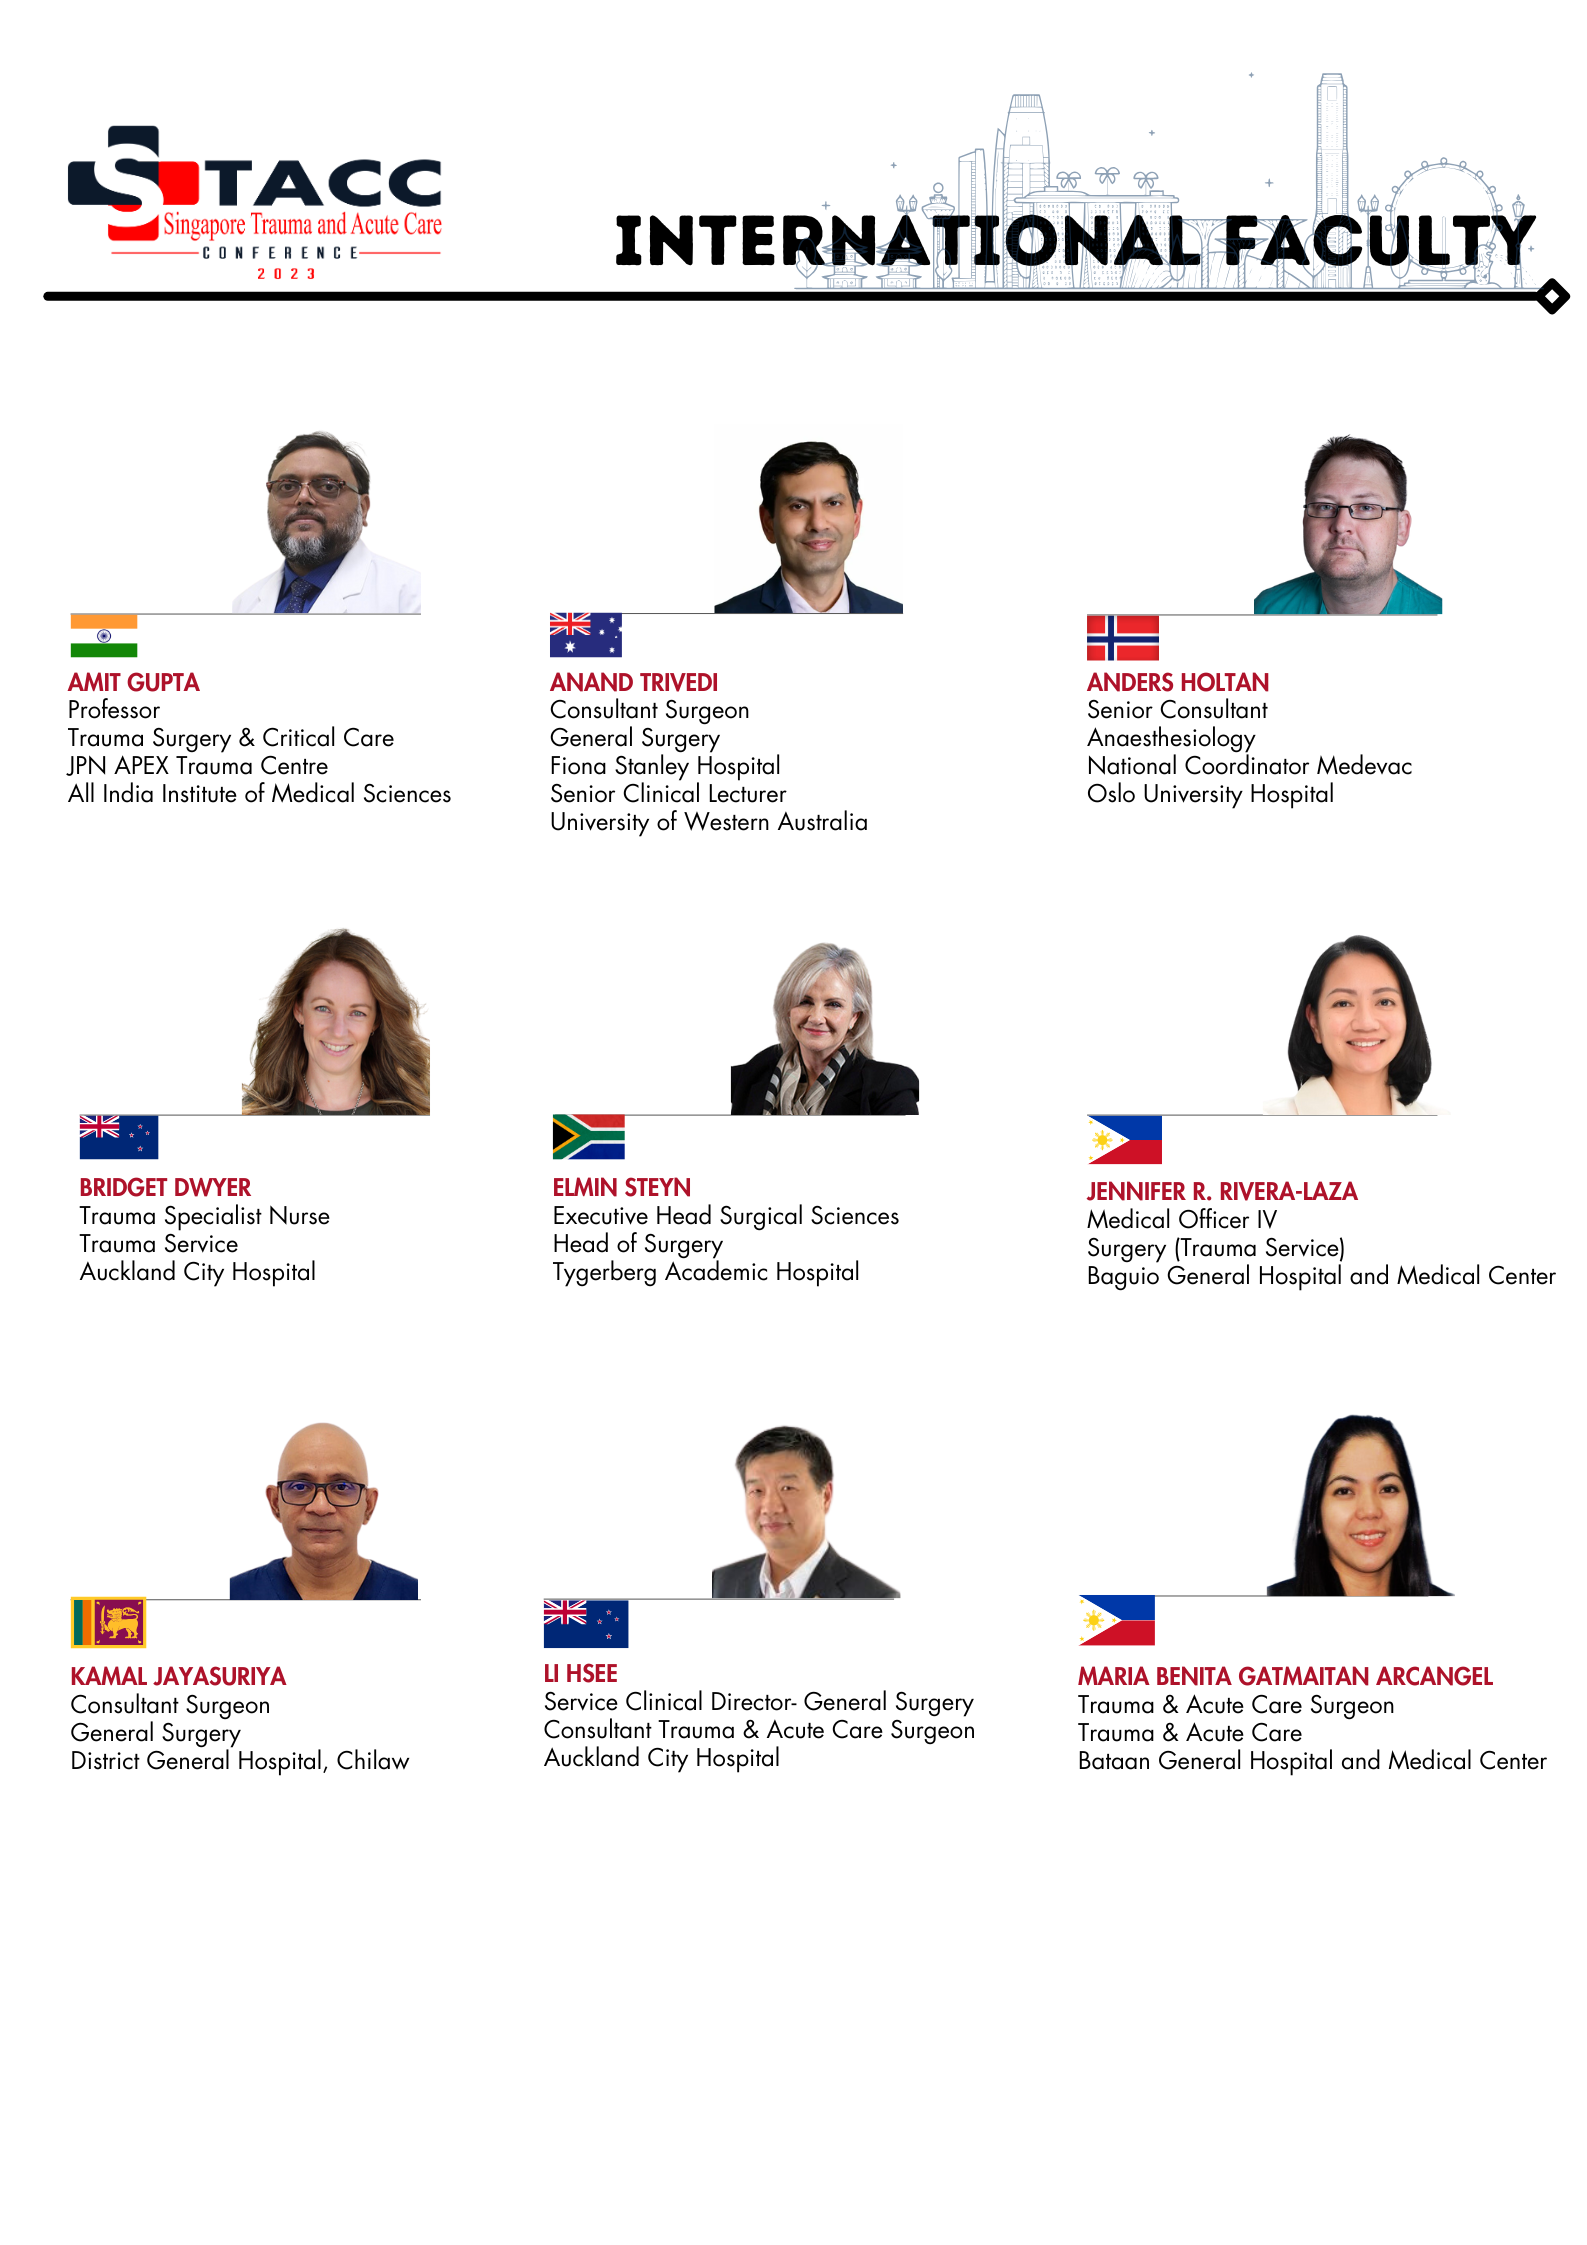 STACC
Singapore Trauma and Acute Care
CONFERENCE
2023
INTERNATIONAL FACULTY
AMIT GUPTA
Professor
Trauma Surgery & Critical Care
JPN APEX Trauma Centre
All India Institute of Medical Sciences
ANAND TRIVEDI
Consultant Surgeon
General Surgery
Fiona Stanley Hospital
Senior Clinical Lecturer
University of Western Australia
ANDERS HOLTAN
Senior Consultant
Anaesthesiology
National Coordinator Medevac
Oslo University Hospital
BRIDGET DWYER
Trauma Specialist Nurse
Trauma Service
Auckland City Hospital
ELMIN STEYN
Executive Head Surgical Sciences
Head of Surgery
Tygerberg Academic Hospital
JENNIFER R. RIVERA-LAZA
Medical Officer IV
Surgery (Trauma Service)
Baguio General Hospital and Medical Center
KAMAL JAYASURIYA
Consultant Surgeon
General Surgery
District General Hospital, Chilaw
LI HSEE
Service Clinical Director- General Surgery
Consultant Trauma & Acute Care Surgeon
Auckland City Hospital
MARIA BENITA GATMAITAN ARCANGEL
Trauma & Acute Care Surgeon
Trauma & Acute Care
Bataan General Hospital and Medical Center